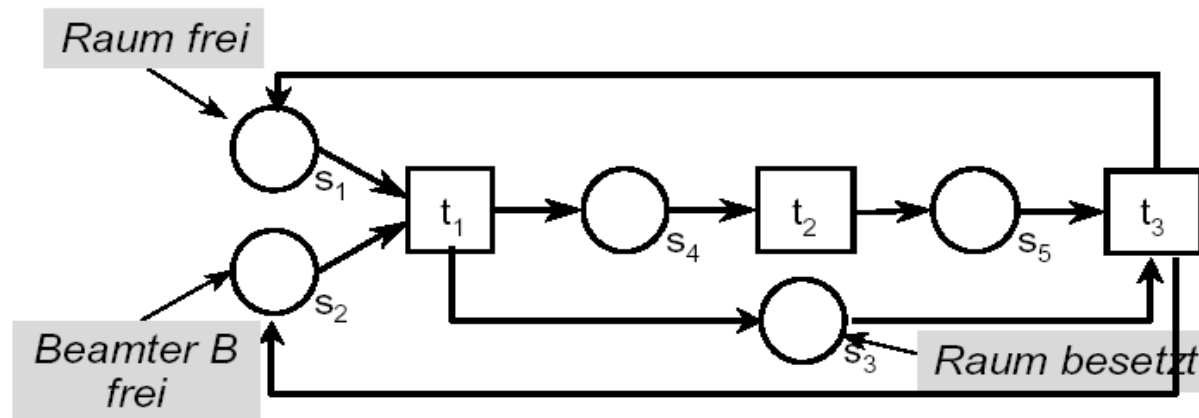 Raum frei
s1
t1
s4
t2
s5
t3
s2
Beamter B
frei
s3
Raum besetzt